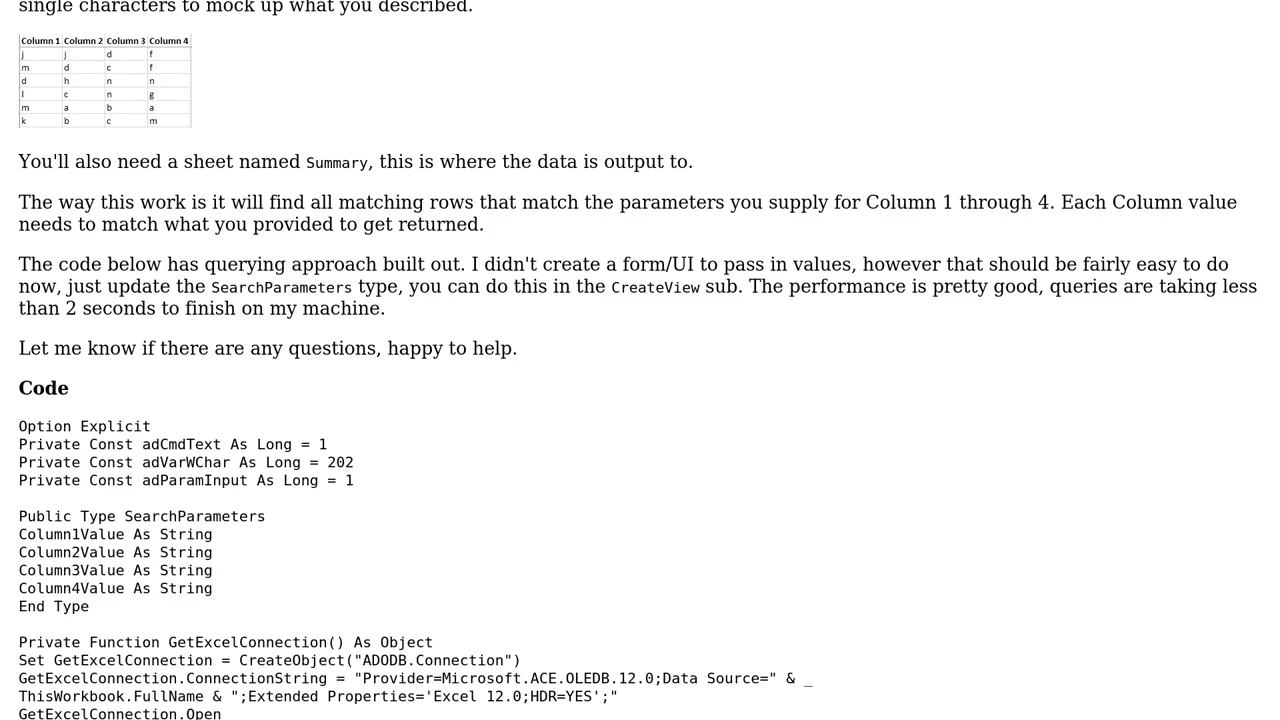 single characters to mock up what you described.
Column 1 Column 2 Column 3 Column 4
j j d f
m d c f
d h n n
l c n g
m a b a
k b c m
You'll also need a sheet named Summary, this is where the data is output to.
The way this work is it will find all matching rows that match the parameters you supply for Column 1 through 4. Each Column value
needs to match what you provided to get returned.
The code below has querying approach built out. I didn't create a form/UI to pass in values, however that should be fairly easy to do
now, just update the SearchParameters type, you can do this in the CreateView sub. The performance is pretty good, queries are taking less
than 2 seconds to finish on my machine.
Let me know if there are any questions, happy to help.
Code
Option Explicit
Private Const adCmdText As Long = 1
Private Const adVarWChar As Long = 202
Private Const adParamInput As Long = 1
Public Type SearchParameters
Column1Value As String
Column2Value As String
Column3Value As String
Column4Value As String
End Type
Private Function GetExcelConnection() As Object
Set GetExcelConnection = CreateObject("ADODB.Connection")
GetExcelConnection.ConnectionString = "Provider=Microsoft.ACE.OLEDB.12.0;Data Source=" & _
ThisWorkbook.FullName & ";Extended Properties='Excel 12.0;HDR=YES';"
GetExcelConnection.Open